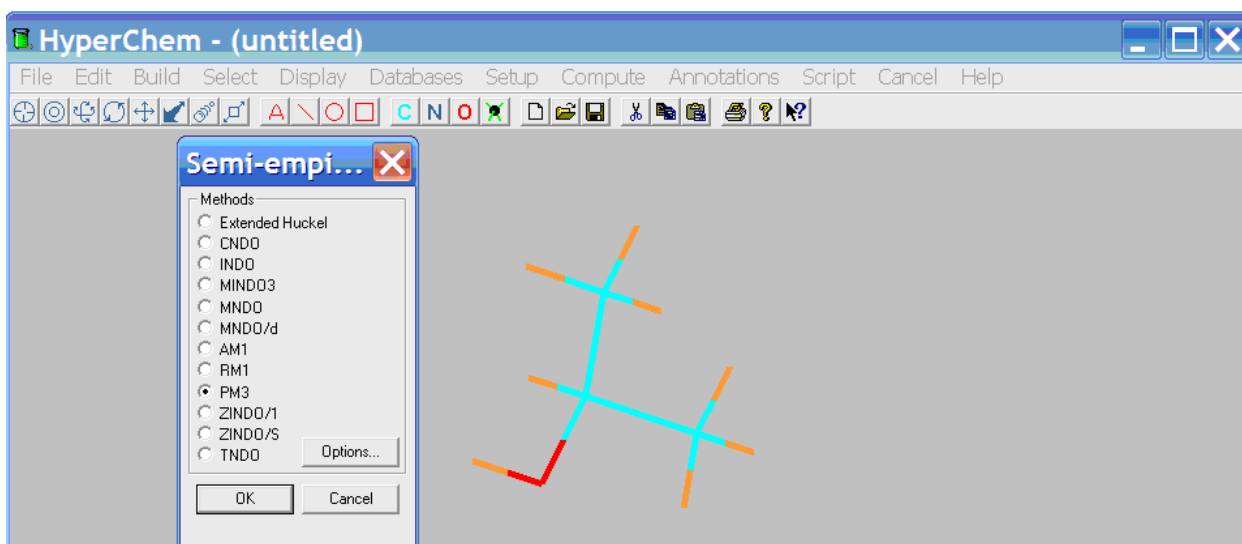 HyperChem - (untitled)
File Edit Build Select Display Databases Setup Compute Annotations Script Cancel Help
A C N O ? ?
Semi-empi...
Methods
Extended Huckel
CNDO
INDO
MINDO3
MNDO
MNDO/d
AM1
RM1
PM3
ZINDO/1
ZINDO/S
TNDO
Options...
OK Cancel